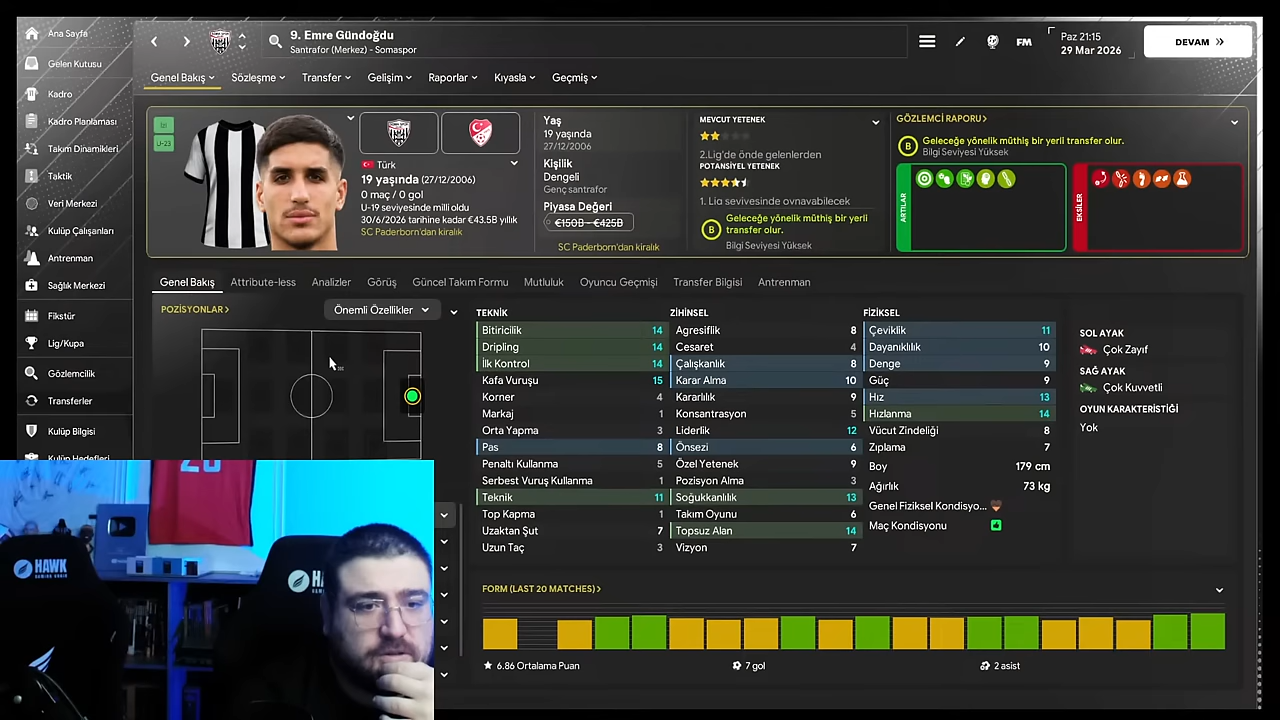 Ana Sayfa
Gelen Kutusu
Kadro
Kadro Planlaması
Takım Dinamikleri
Taktik
Veri Merkezi
Kulüp Çalışanları
Antrenman
Sağlık Merkezi
Fikstür
Lig/Kupa
Gözlemcilik
Transferler
Kulüp Bilgisi
Kulüp Hedefleri
9. Emre Gündoğdu
Santrafor (Merkez) - Somaspor
FM
Paz 21:15
29 Mar 2026
DEVAM
Genel Bakış
Sözleşme
Transfer
Gelişim
Raporlar
Kıyasla
Geçmiş
İzl
U-23
Türk
19 yaşında (27/12/2006)
0 maç/ 0 gol
U-19 seviyesinde milli oldu
30/6/2026 tarihine kadar €43.5B yıllık
SC Paderborn'dan kiralık
Yaş
19 yaşında
27/12/2006
Kişilik
Dengeli
Genç santrafor
Piyasa Değeri
€150B - €425B
SC Paderborn'dan kiralık
MEVCUT YETENEK
2.Lig'de önde gelenlerden
POTANSİYEL YETENEK
1. Lig seviyesinde oynayabilecek
B
Geleceğe yönelik müthiş bir yerli transfer olur.
Bilgi Seviyesi Yüksek
GÖZLEMCİ RAPORU
B
Geleceğe yönelik müthiş bir yerli transfer olur.
Bilgi Seviyesi Yüksek
ARTILAR
EKSİLER
Genel Bakış
Attribute-less
Analizler
Görüş
Güncel Takım Formu
Mutluluk
Oyuncu Geçmişi
Transfer Bilgisi
Antrenman
POZİSYONLAR
Önemli Özellikler
TEKNİK
Bitiricilik 14
Dripling 14
İlk Kontrol 14
Kafa Vuruşu 15
Korner 4
Markaj 1
Orta Yapma 3
Pas 8
Penaltı Kullanma 5
Serbest Vuruş Kullanma 1
Teknik 11
Top Kapma 1
Uzaktan Şut 7
Uzun Taç 3
ZİHİNSEL
Agresiflik 8
Cesaret 4
Çalışkanlık 8
Karar Alma 10
Kararlılık 9
Konsantrasyon 5
Liderlik 12
Önsezi 6
Özel Yetenek 9
Pozisyon Alma 3
Soğukkanlılık 13
Takım Oyunu 6
Topsuz Alan 14
Vizyon 7
FİZİKSEL
Çeviklik 11
Dayanıklılık 10
Denge 9
Güç 9
Hız 13
Hızlanma 14
Vücut Zindeliği 8
Zıplama 7
Boy 179 cm
Ağırlık 73 kg
Genel Fiziksel Kondisyo...
Maç Kondisyonu
SOL AYAK
Çok Zayıf
SAĞ AYAK
Çok Kuvvetli
OYUN KARAKTERİSTİĞİ
Yok
FORM (LAST 20 MATCHES)
6.86 Ortalama Puan
7 gol
2 asist
HAWK